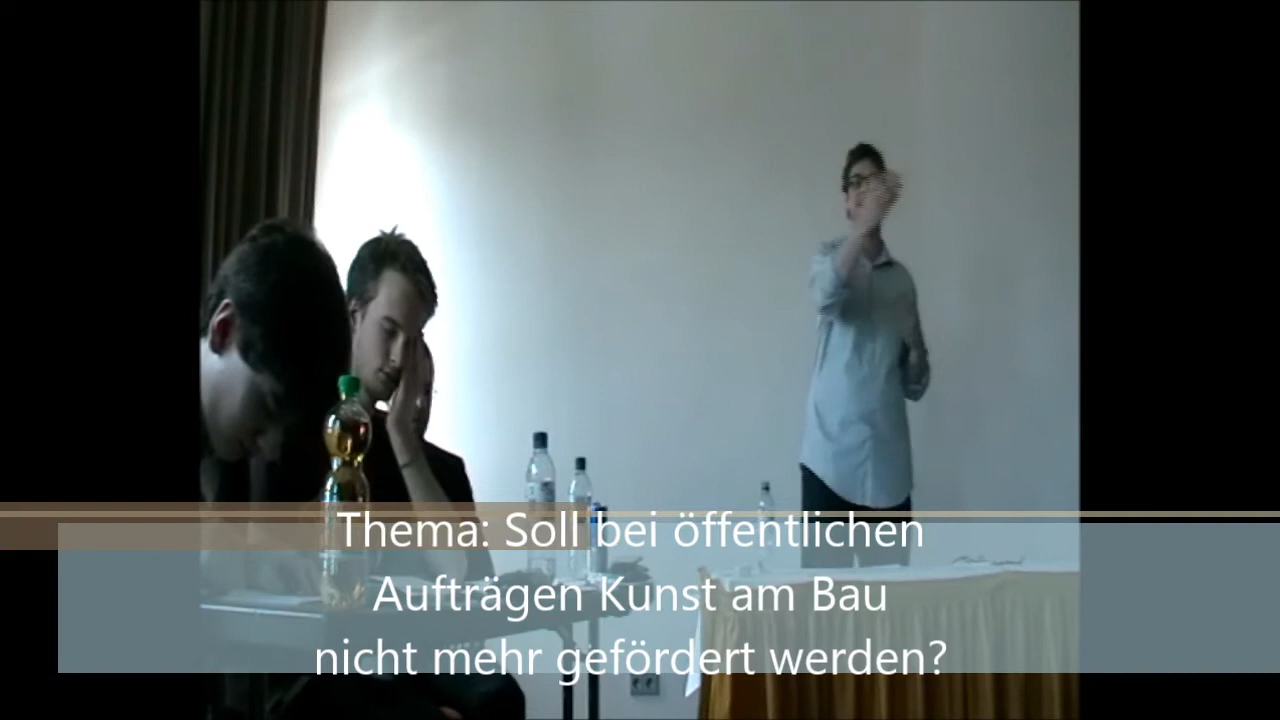 Thema: Soll bei öffentlichen
Aufträgen Kunst am Bau
nicht mehr gefördert werden?